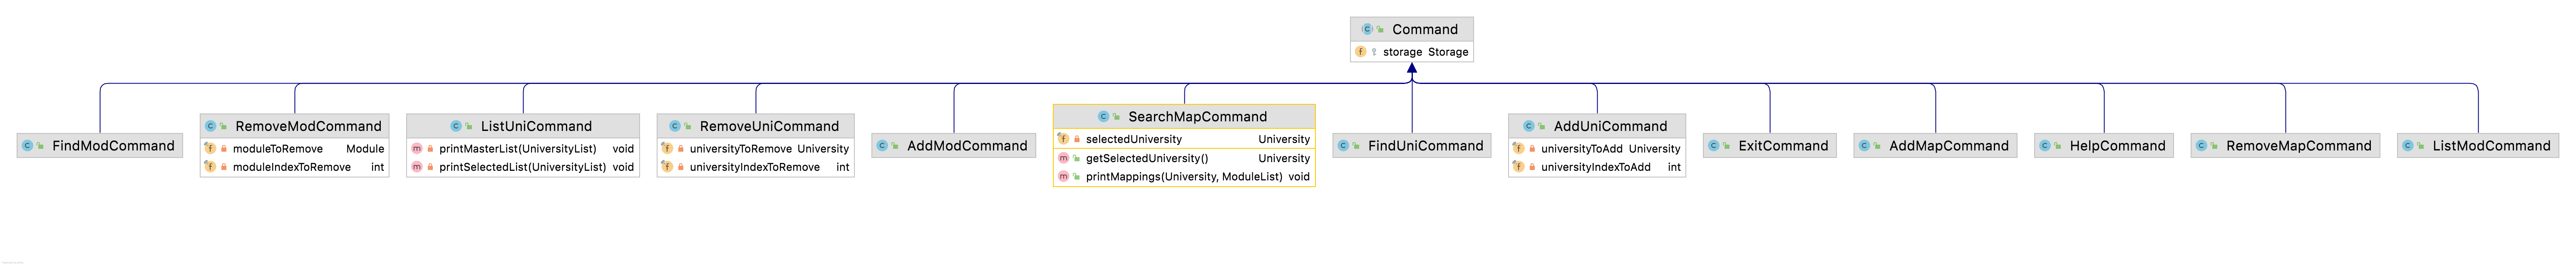 Command
storage Storage
FindModCommand
RemoveModCommand
moduleToRemove Module
moduleIndexToRemove int
ListUniCommand
printMasterList(UniversityList) void
printSelectedList(UniversityList) void
RemoveUniCommand
universityToRemove University
universityIndexToRemove int
AddModCommand
SearchMapCommand
selectedUniversity University
getSelectedUniversity() University
printMappings(University, ModuleList) void
FindUniCommand
AddUniCommand
universityToAdd University
universityIndexToAdd int
ExitCommand
AddMapCommand
HelpCommand
RemoveMapCommand
ListModCommand